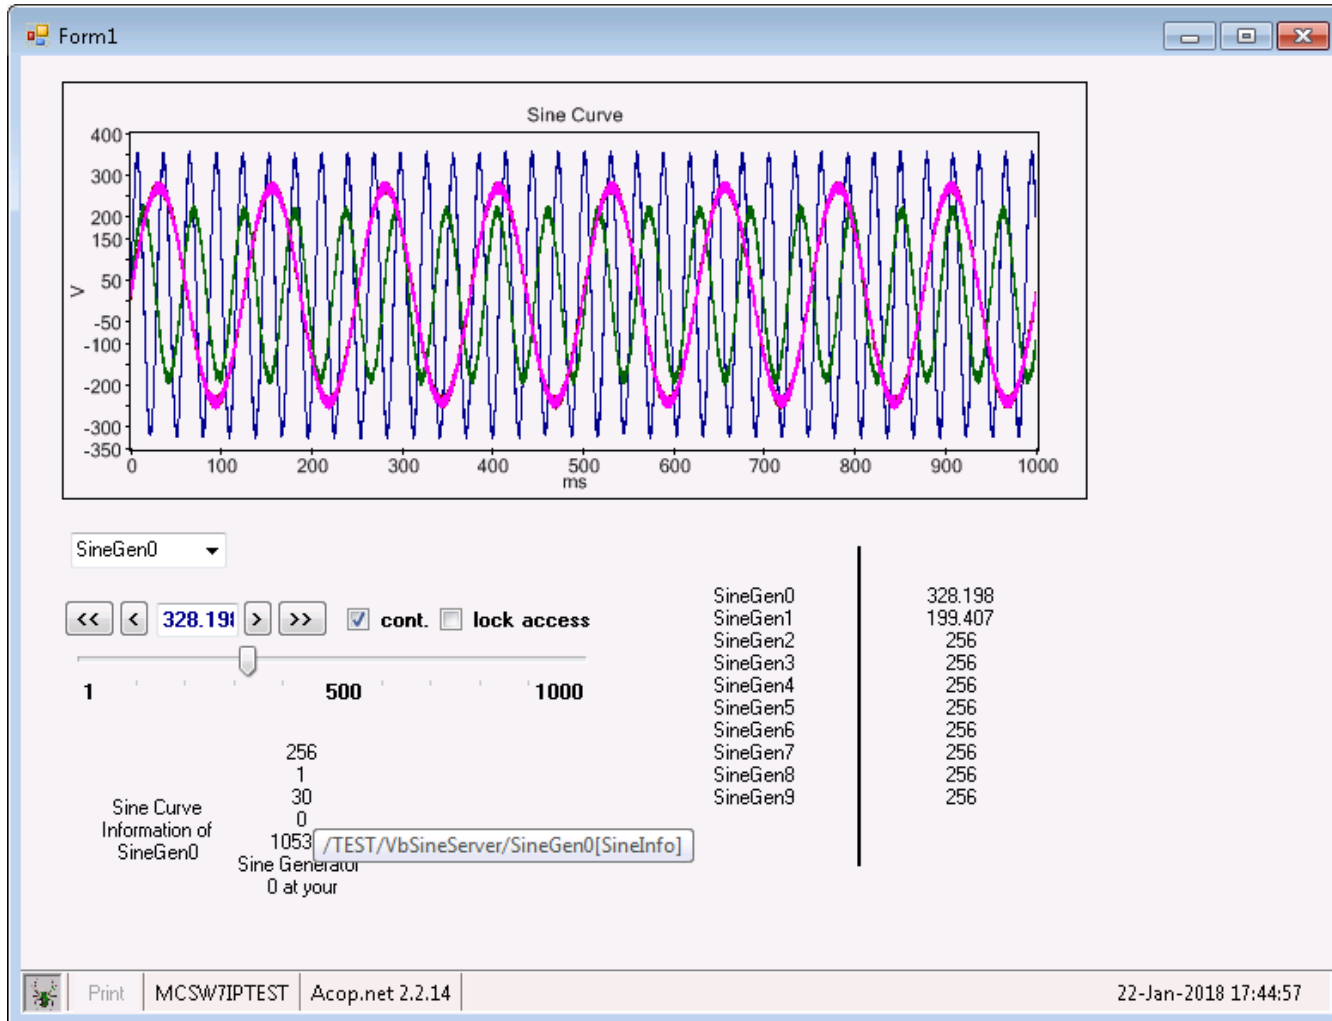 Form1
Sine Curve
400
300
200
150
50
-50
-100
-200
-300
-350
V
0 100 200 300 400 500 600 700 800 900 1000
ms
SineGen0
<< < > >> cont. lock access
1 500 1000
256
1
30
0
1053
Sine Curve
Information of
SineGen0
/TEST/VbSineServer/SineGen0[SineInfo]
Sine Generator
0 at your
SineGen0 328.198
SineGen1 199.407
SineGen2 256
SineGen3 256
SineGen4 256
SineGen5 256
SineGen6 256
SineGen7 256
SineGen8 256
SineGen9 256
Print MCSW7IPTEST Acop.net 2.2.14 22-Jan-2018 17:44:57